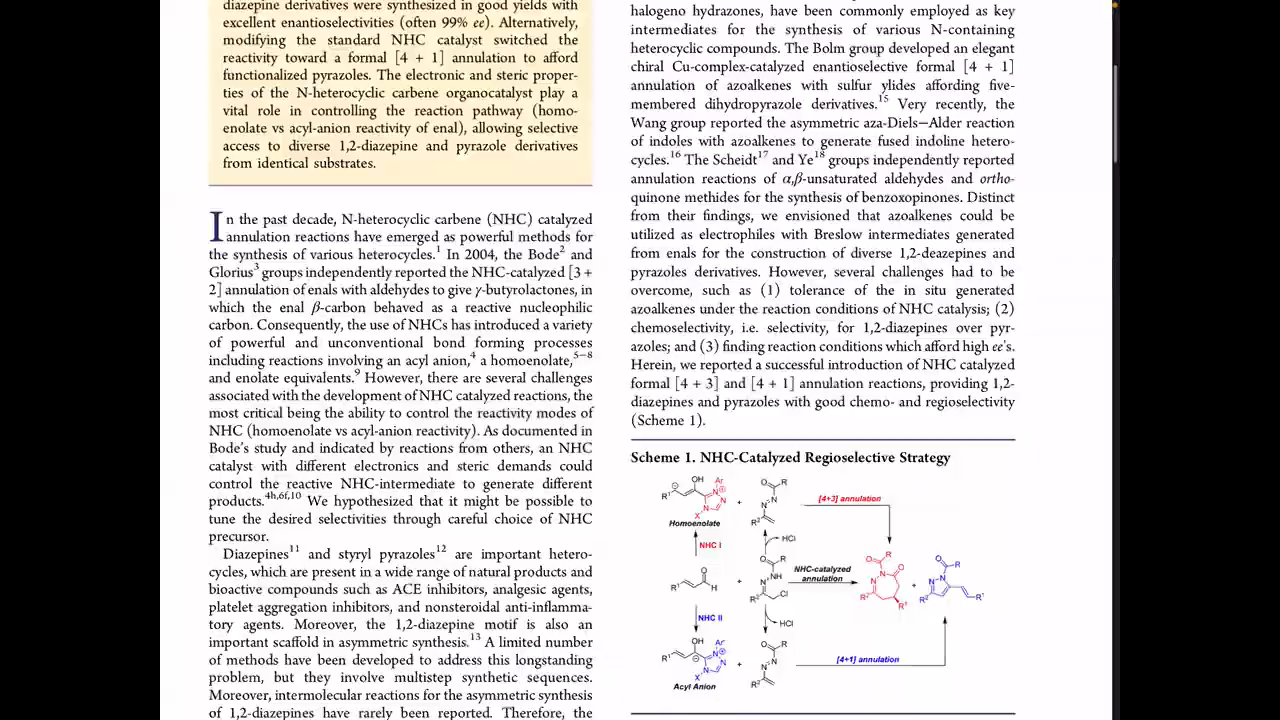 diazepine derivatives were synthesized in good yields with
excellent enantioselectivities (often 99% ee). Alternatively,
modifying the standard NHC catalyst switched the
reactivity toward a formal [4 + 1] annulation to afford
functionalized pyrazoles. The electronic and steric proper-
ties of the N-heterocyclic carbene organocatalyst play a
vital role in controlling the reaction pathway (homo-
enolate vs acyl-anion reactivity of enal), allowing selective
access to diverse 1,2-diazepine and pyrazole derivatives
from identical substrates.
In the past decade, N-heterocyclic carbene (NHC) catalyzed
annulation reactions have emerged as powerful methods for
the synthesis of various heterocycles.1 In 2004, the Bode2 and
Glorius3 groups independently reported the NHC-catalyzed [3 +
2] annulation of enals with aldehydes to give γ-butyrolactones, in
which the enal β-carbon behaved as a reactive nucleophilic
carbon. Consequently, the use of NHCs has introduced a variety
of powerful and unconventional bond forming processes
including reactions involving an acyl anion,4 a homoenolate,5−8
and enolate equivalents.9 However, there are several challenges
associated with the development of NHC catalyzed reactions, the
most critical being the ability to control the reactivity modes of
NHC (homoenolate vs acyl-anion reactivity). As documented in
Bode's study and indicated by reactions from others, an NHC
catalyst with different electronics and steric demands could
control the reactive NHC-intermediate to generate different
products.4h,6f,10 We hypothesized that it might be possible to
tune the desired selectivities through careful choice of NHC
precursor.
Diazepines11 and styryl pyrazoles12 are important hetero-
cycles, which are present in a wide range of natural products and
bioactive compounds such as ACE inhibitors, analgesic agents,
platelet aggregation inhibitors, and nonsteroidal anti-inflamma-
tory agents. Moreover, the 1,2-diazepine motif is also an
important scaffold in asymmetric synthesis.13 A limited number
of methods have been developed to address this longstanding
problem, but they involve multistep synthetic sequences.
Moreover, intermolecular reactions for the asymmetric synthesis
of 1,2-diazepines have rarely been reported. Therefore, the
halogeno hydrazones, have been commonly employed as key
intermediates for the synthesis of various N-containing
heterocyclic compounds. The Bolm group developed an elegant
chiral Cu-complex-catalyzed enantioselective formal [4 + 1]
annulation of azoalkenes with sulfur ylides affording five-
membered dihydropyrazole derivatives.15 Very recently, the
Wang group reported the asymmetric aza-Diels−Alder reaction
of indoles with azoalkenes to generate fused indoline hetero-
cycles.16 The Scheidt17 and Ye18 groups independently reported
annulation reactions of α,β-unsaturated aldehydes and ortho-
quinone methides for the synthesis of benzoxopinones. Distinct
from their findings, we envisioned that azoalkenes could be
utilized as electrophiles with Breslow intermediates generated
from enals for the construction of diverse 1,2-deazepines and
pyrazoles derivatives. However, several challenges had to be
overcome, such as (1) tolerance of the in situ generated
azoalkenes under the reaction conditions of NHC catalysis; (2)
chemoselectivity, i.e. selectivity, for 1,2-diazepines over pyr-
azoles; and (3) finding reaction conditions which afford high ee's.
Herein, we reported a successful introduction of NHC catalyzed
formal [4 + 3] and [4 + 1] annulation reactions, providing 1,2-
diazepines and pyrazoles with good chemo- and regioselectivity
(Scheme 1).
Scheme 1. NHC-Catalyzed Regioselective Strategy
[4+3] annulation
Homoenolate
HCl
NHC I
NHC-catalyzed
annulation
NHC II
HCl
[4+1] annulation
Acyl Anion